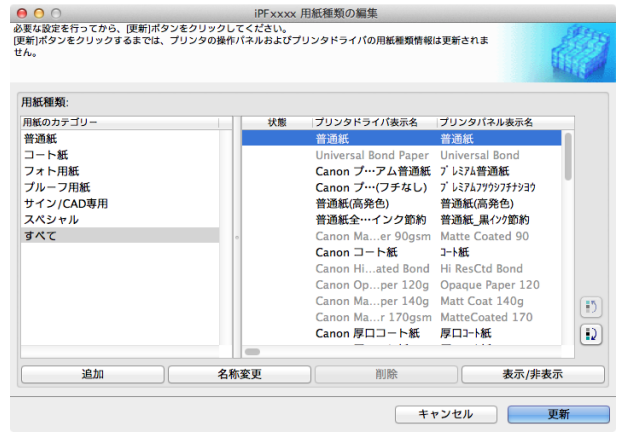 iPFxxxx 用紙種類の編集
必要な設定を行ってから、[更新]ボタンをクリックしてください。
[更新]ボタンをクリックするまでは、プリンタの操作パネルおよびプリンタドライバの用紙種類情報は更新されま
せん。
用紙種類:
用紙のカテゴリー
普通紙
コート紙
フォト用紙
プルーフ用紙
サイン/CAD専用
スペシャル
すべて
状態 プリンタドライバ表示名 プリンタパネル表示名
普通紙 普通紙
Universal Bond Paper Universal Bond
Canon プ…アム普通紙 プレミアム普通紙
Canon プ…(フチなし) プレミアムフツウシフチナシヨウ
普通紙(高発色) 普通紙(高発色)
普通紙全…インク節約 普通紙_黒インク節約
Canon Ma...er 90gsm Matte Coated 90
Canon コート紙 コート紙
Canon Hi...ated Bond Hi ResCtd Bond
Canon Op...per 120g Opaque Paper 120
Canon Ma...per 140g Matt Coat 140g
Canon Ma...r 170gsm MatteCoated 170
Canon 厚口コート紙 厚口コート紙
追加 名称変更 削除 表示/非表示
キャンセル 更新